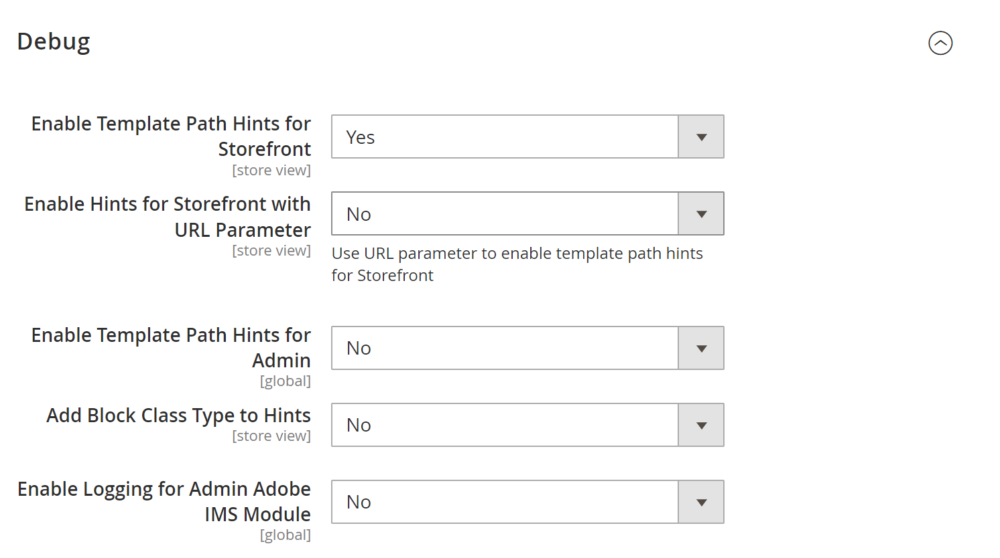 Debug
Enable Template Path Hints for
Storefront
[store view]
Yes
Enable Hints for Storefront with
URL Parameter
[store view]
No
Use URL parameter to enable template path hints
for Storefront
Enable Template Path Hints for
Admin
[global]
No
Add Block Class Type to Hints
[store view]
No
Enable Logging for Admin Adobe
IMS Module
[global]
No